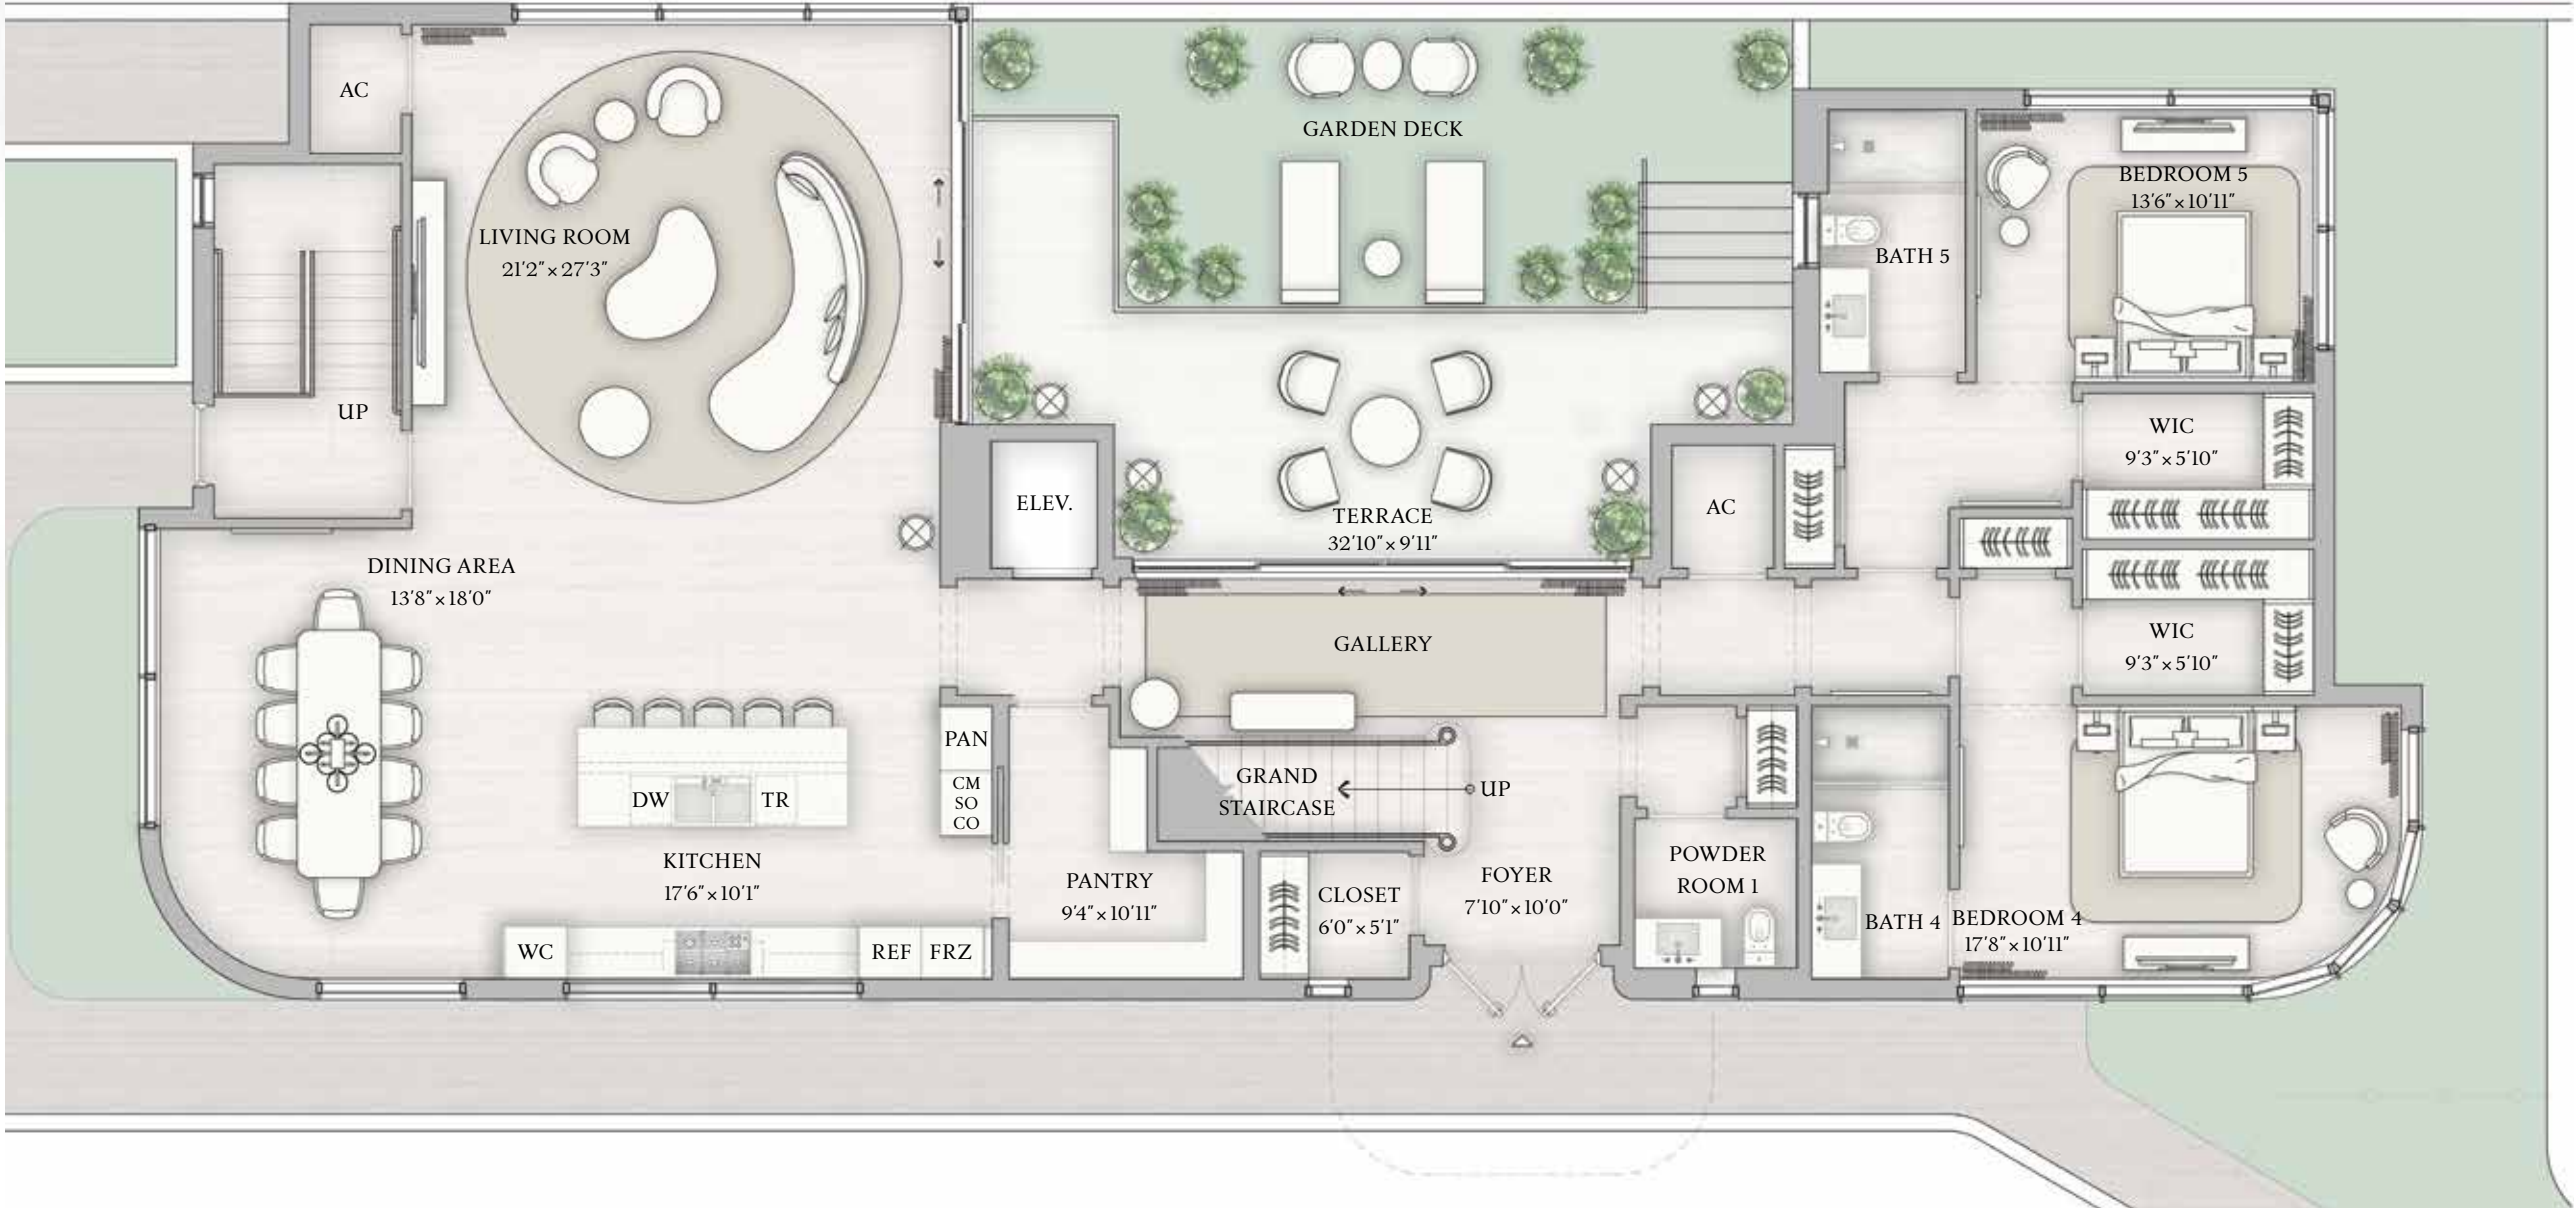 AC
GARDEN DECK
BEDROOM 5
13'6"×10'11"
LIVING ROOM
21'2"×27'3"
BATH 5
UP
WIC
9'3"×5'10"
ELEV.
AC
TERRACE
32'10"×9'11"
DINING AREA
13'8"×18'0"
GALLERY
WIC
9'3"×5'10"
PAN
CM
SO
CO
DW
TR
GRAND
STAIRCASE
UP
KITCHEN
17'6"×10'1"
PANTRY
9'4"×10'11"
CLOSET
6'0"×5'1"
FOYER
7'10"×10'0"
POWDER
ROOM 1
BATH 4
BEDROOM 4
17'8"×10'11"
WC
REF
FRZ